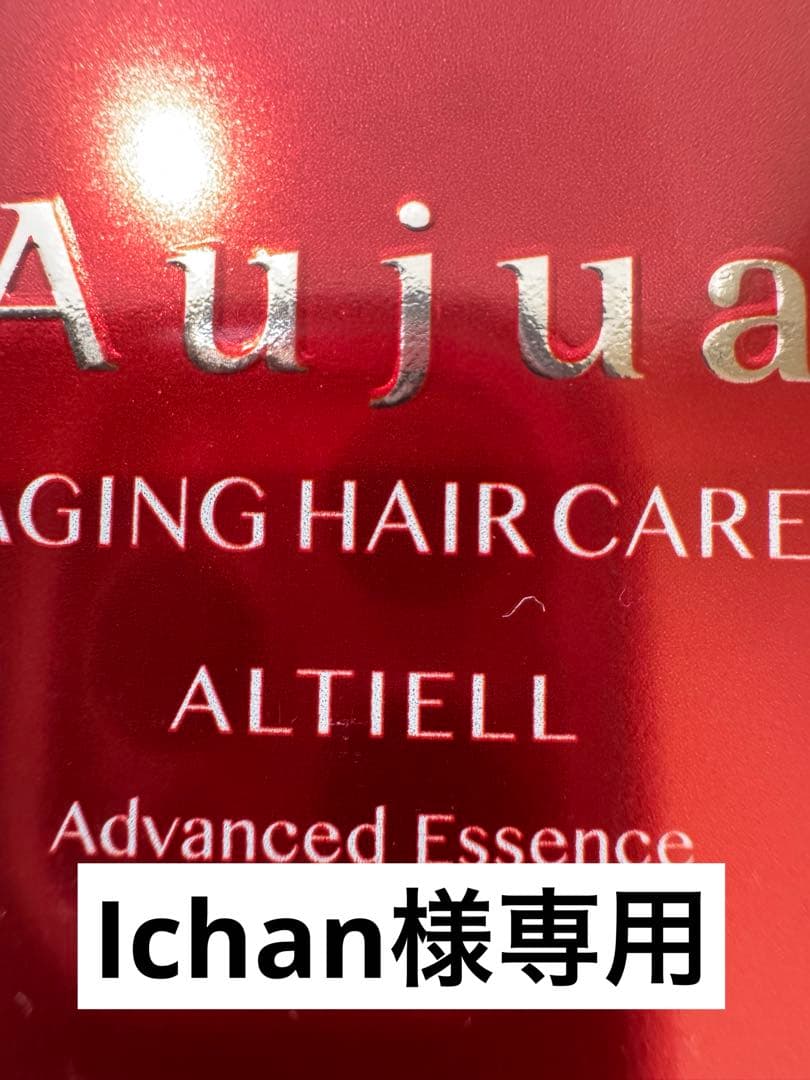 Aujua
AGING HAIR CARE
ALTIELL
Advanced Essence
Ichan様専用